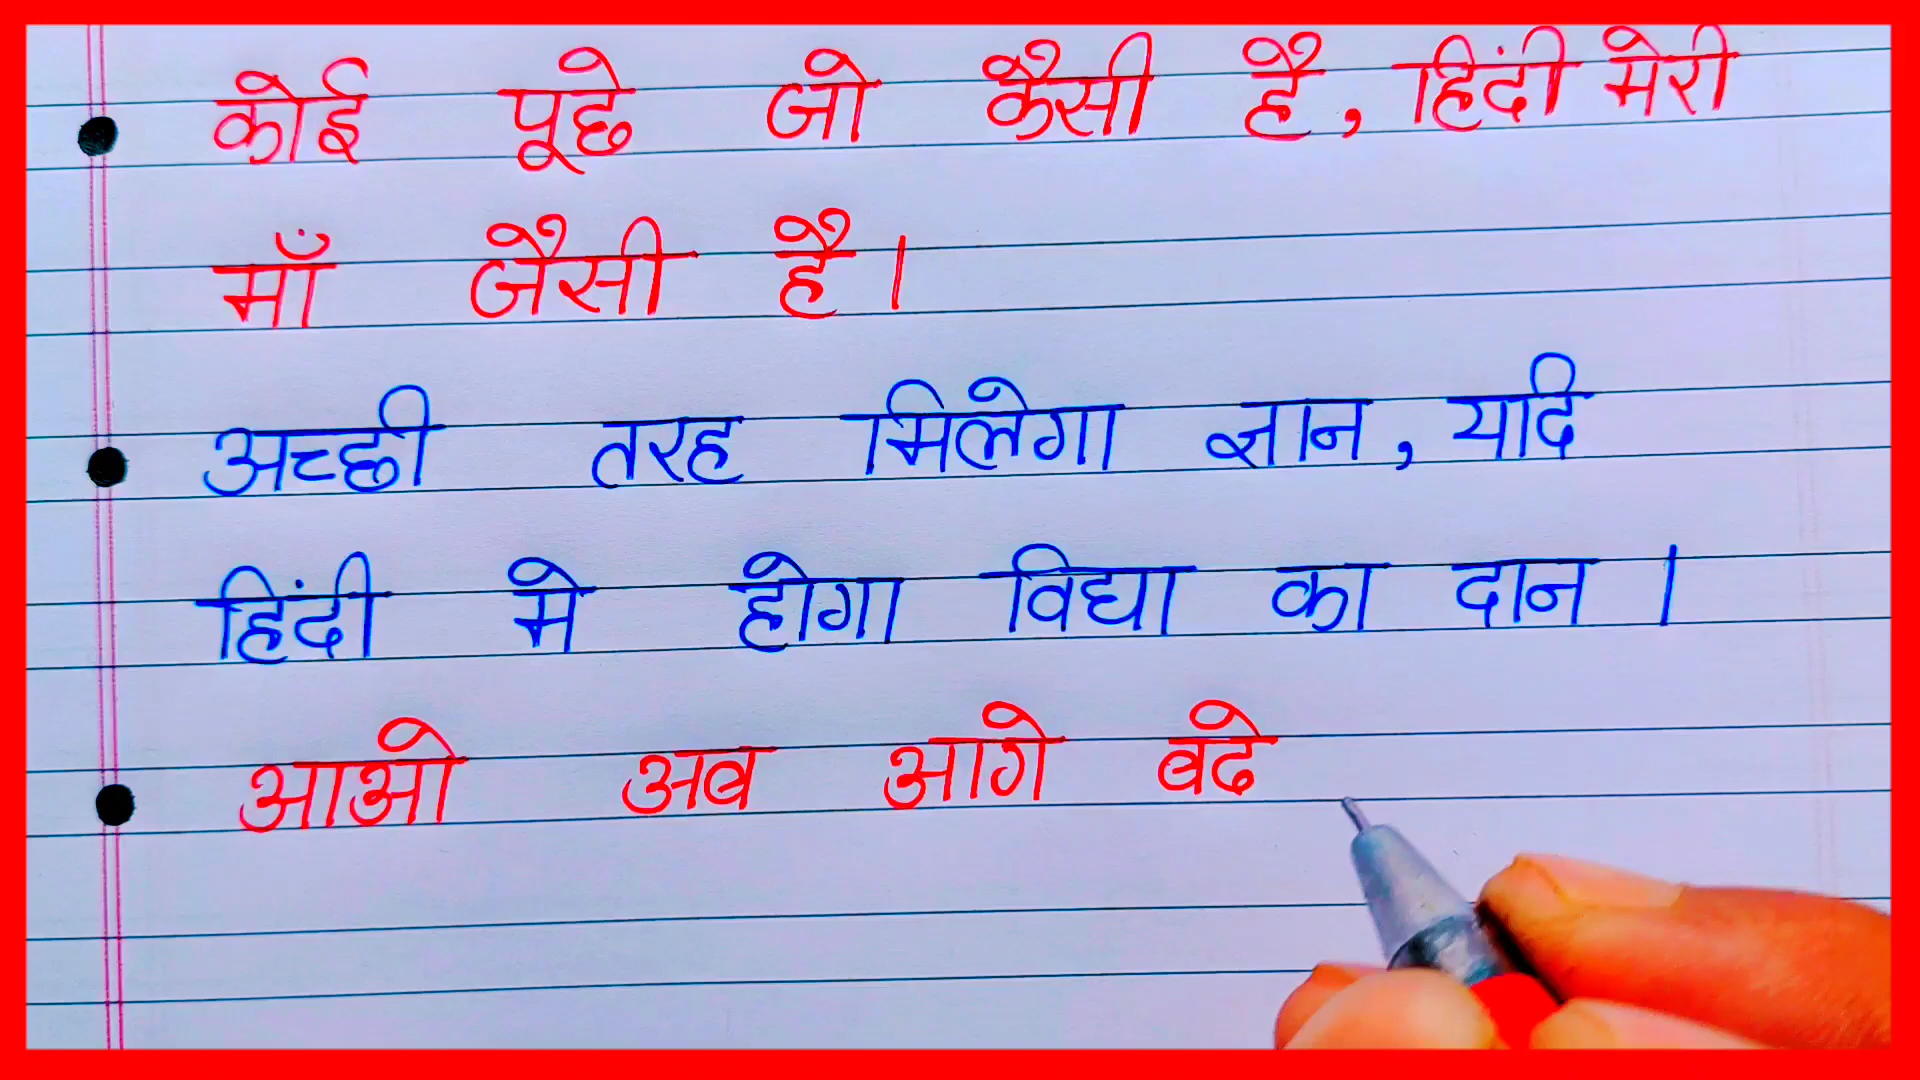 कोई पूछे जो कैसी है, हिंदी मेरी
माँ जैसी है।
अच्छी तरह मिलेगा ज्ञान, यदि
हिंदी मे होगा विद्या का दान ।
आओ अब आगे बढे